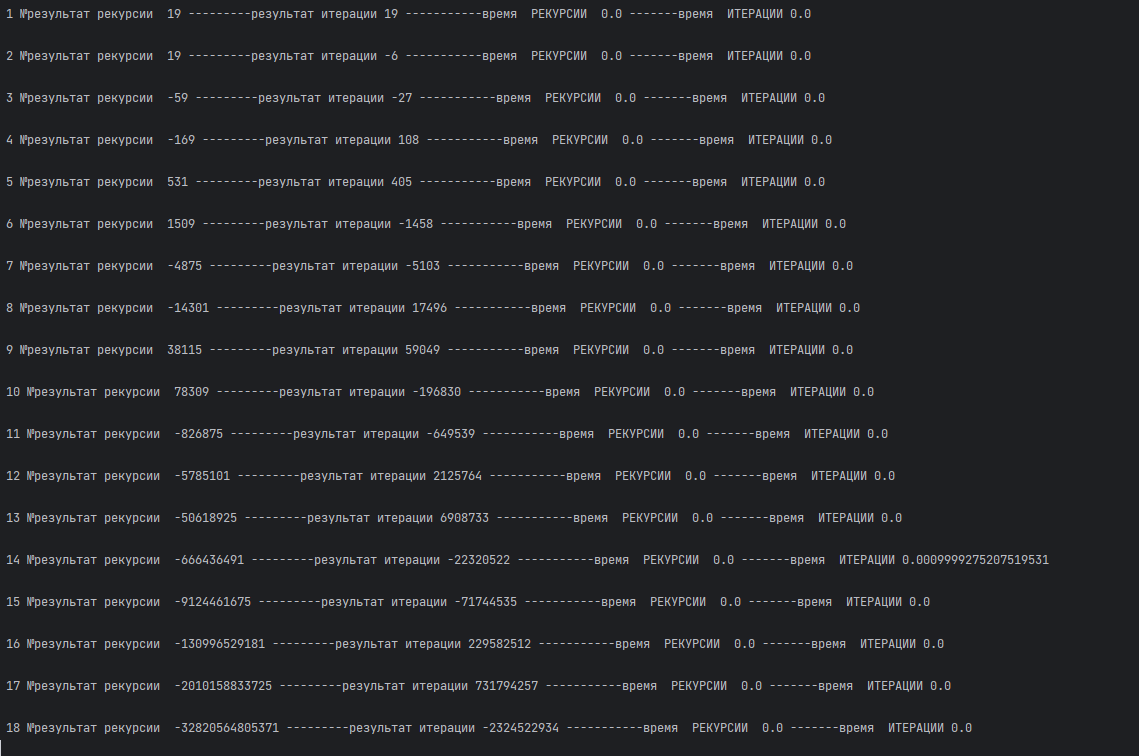 1 №результат рекурсии  19 ---------результат итерации 19 -----------время  РЕКУРСИИ  0.0 -------время  ИТЕРАЦИИ 0.0
2 №результат рекурсии  19 ---------результат итерации -6 -----------время  РЕКУРСИИ  0.0 -------время  ИТЕРАЦИИ 0.0
3 №результат рекурсии  -59 ---------результат итерации -27 -----------время  РЕКУРСИИ  0.0 -------время  ИТЕРАЦИИ 0.0
4 №результат рекурсии  -169 ---------результат итерации 108 -----------время  РЕКУРСИИ  0.0 -------время  ИТЕРАЦИИ 0.0
5 №результат рекурсии  531 ---------результат итерации 405 -----------время  РЕКУРСИИ  0.0 -------время  ИТЕРАЦИИ 0.0
6 №результат рекурсии  1509 ---------результат итерации -1458 -----------время  РЕКУРСИИ  0.0 -------время  ИТЕРАЦИИ 0.0
7 №результат рекурсии  -4875 ---------результат итерации -5103 -----------время  РЕКУРСИИ  0.0 -------время  ИТЕРАЦИИ 0.0
8 №результат рекурсии  -14301 ---------результат итерации 17496 -----------время  РЕКУРСИИ  0.0 -------время  ИТЕРАЦИИ 0.0
9 №результат рекурсии  38115 ---------результат итерации 59049 -----------время  РЕКУРСИИ  0.0 -------время  ИТЕРАЦИИ 0.0
10 №результат рекурсии  78309 ---------результат итерации -196830 -----------время  РЕКУРСИИ  0.0 -------время  ИТЕРАЦИИ 0.0
11 №результат рекурсии  -826875 ---------результат итерации -649539 -----------время  РЕКУРСИИ  0.0 -------время  ИТЕРАЦИИ 0.0
12 №результат рекурсии  -5785101 ---------результат итерации 2125764 -----------время  РЕКУРСИИ  0.0 -------время  ИТЕРАЦИИ 0.0
13 №результат рекурсии  -50618925 ---------результат итерации 6908733 -----------время  РЕКУРСИИ  0.0 -------время  ИТЕРАЦИИ 0.0
14 №результат рекурсии  -666436491 ---------результат итерации -22320522 -----------время  РЕКУРСИИ  0.0 -------время  ИТЕРАЦИИ 0.0009999275207519531
15 №результат рекурсии  -9124461675 ---------результат итерации -71744535 -----------время  РЕКУРСИИ  0.0 -------время  ИТЕРАЦИИ 0.0
16 №результат рекурсии  -130996529181 ---------результат итерации 229582512 -----------время  РЕКУРСИИ  0.0 -------время  ИТЕРАЦИИ 0.0
17 №результат рекурсии  -2010158833725 ---------результат итерации 731794257 -----------время  РЕКУРСИИ  0.0 -------время  ИТЕРАЦИИ 0.0
18 №результат рекурсии  -32820564805371 ---------результат итерации -2324522934 -----------время  РЕКУРСИИ  0.0 -------время  ИТЕРАЦИИ 0.0